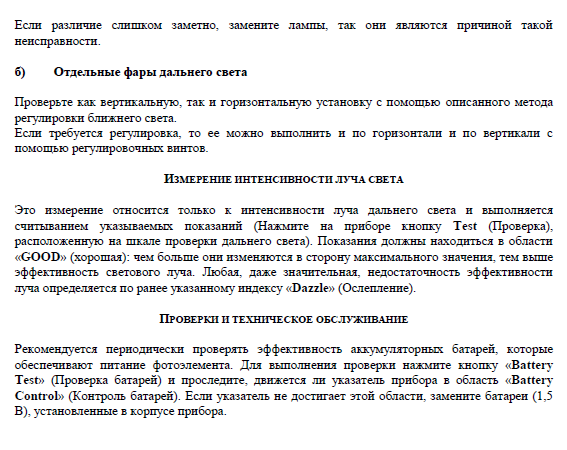 Если различие слишком заметно, замените лампы, так они являются причиной такой
неисправности.
б) Отдельные фары дальнего света
Проверьте как вертикальную, так и горизонтальную установку с помощью описанного метода
регулировки ближнего света.
Если требуется регулировка, то ее можно выполнить и по горизонтали и по вертикали с
помощью регулировочных винтов.
ИЗМЕРЕНИЕ ИНТЕНСИВНОСТИ ЛУЧА СВЕТА
Это измерение относится только к интенсивности луча дальнего света и выполняется
считыванием указываемых показаний (Нажмите на приборе кнопку Test (Проверка),
расположенную на шкале проверки дальнего света). Показания должны находиться в области
«GOOD» (хорошая): чем больше они изменяются в сторону максимального значения, тем выше
эффективность светового луча. Любая, даже значительная, недостаточность эффективности
луча определяется по ранее указанному индексу «Dazzle» (Ослепление).
ПРОВЕРКИ И ТЕХНИЧЕСКОЕ ОБСЛУЖИВАНИЕ
Рекомендуется периодически проверять эффективность аккумуляторных батарей, которые
обеспечивают питание фотоэлемента. Для выполнения проверки нажмите кнопку «Battery
Test» (Проверка батарей) и проследите, движется ли указатель прибора в область «Battery
Control» (Контроль батарей). Если указатель не достигает этой области, замените батареи (1,5
В), установленные в корпусе прибора.